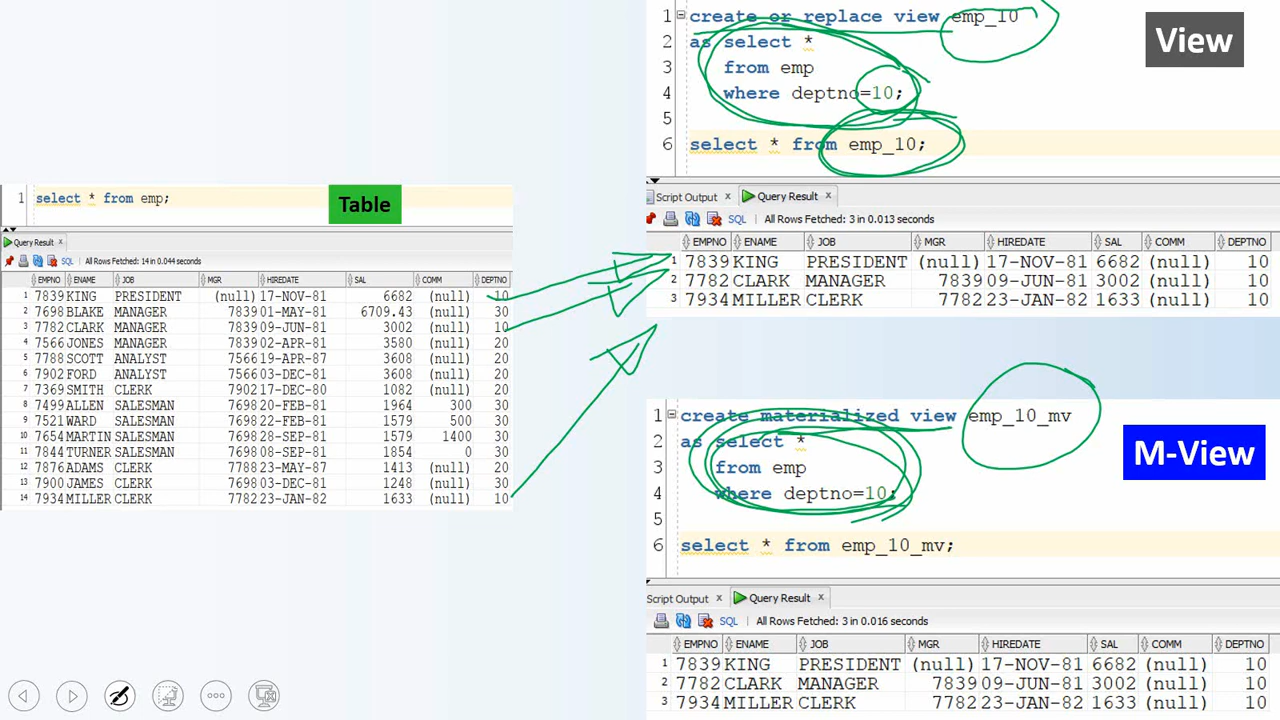 1 select * from emp;
Table
Query Result x
SQL | All Rows Fetched: 14 in 0.044 seconds
EMPNO ENAME JOB MGR HIREDATE SAL COMM DEPTNO
1 7839 KING PRESIDENT (null) 17-NOV-81 6682 (null) 10
2 7698 BLAKE MANAGER 7839 01-MAY-81 6709.43 (null) 30
3 7782 CLARK MANAGER 7839 09-JUN-81 3002 (null) 10
4 7566 JONES MANAGER 7839 02-APR-81 3580 (null) 20
5 7788 SCOTT ANALYST 7566 19-APR-87 3608 (null) 20
6 7902 FORD ANALYST 7566 03-DEC-81 3608 (null) 20
7 7369 SMITH CLERK 7902 17-DEC-80 1082 (null) 20
8 7499 ALLEN SALESMAN 7698 20-FEB-81 1964 300 30
9 7521 WARD SALESMAN 7698 22-FEB-81 1579 500 30
10 7654 MARTIN SALESMAN 7698 28-SEP-81 1579 1400 30
11 7844 TURNER SALESMAN 7698 08-SEP-81 1854 0 30
12 7876 ADAMS CLERK 7788 23-MAY-87 1413 (null) 20
13 7900 JAMES CLERK 7698 03-DEC-81 1248 (null) 30
14 7934 MILLER CLERK 7782 23-JAN-82 1633 (null) 10
1 create or replace view emp_10
2 as select *
3 from emp
4 where deptno=10;
5
6 select * from emp_10;
View
Script Output x Query Result x
SQL | All Rows Fetched: 3 in 0.013 seconds
EMPNO ENAME JOB MGR HIREDATE SAL COMM DEPTNO
1 7839 KING PRESIDENT (null) 17-NOV-81 6682 (null) 10
2 7782 CLARK MANAGER 7839 09-JUN-81 3002 (null) 10
3 7934 MILLER CLERK 7782 23-JAN-82 1633 (null) 10
1 create materialized view emp_10_mv
2 as select *
3 from emp
4 where deptno=10;
5
6 select * from emp_10_mv;
M-View
Script Output x Query Result x
SQL | All Rows Fetched: 3 in 0.016 seconds
EMPNO ENAME JOB MGR HIREDATE SAL COMM DEPTNO
1 7839 KING PRESIDENT (null) 17-NOV-81 6682 (null) 10
2 7782 CLARK MANAGER 7839 09-JUN-81 3002 (null) 10
3 7934 MILLER CLERK 7782 23-JAN-82 1633 (null) 10